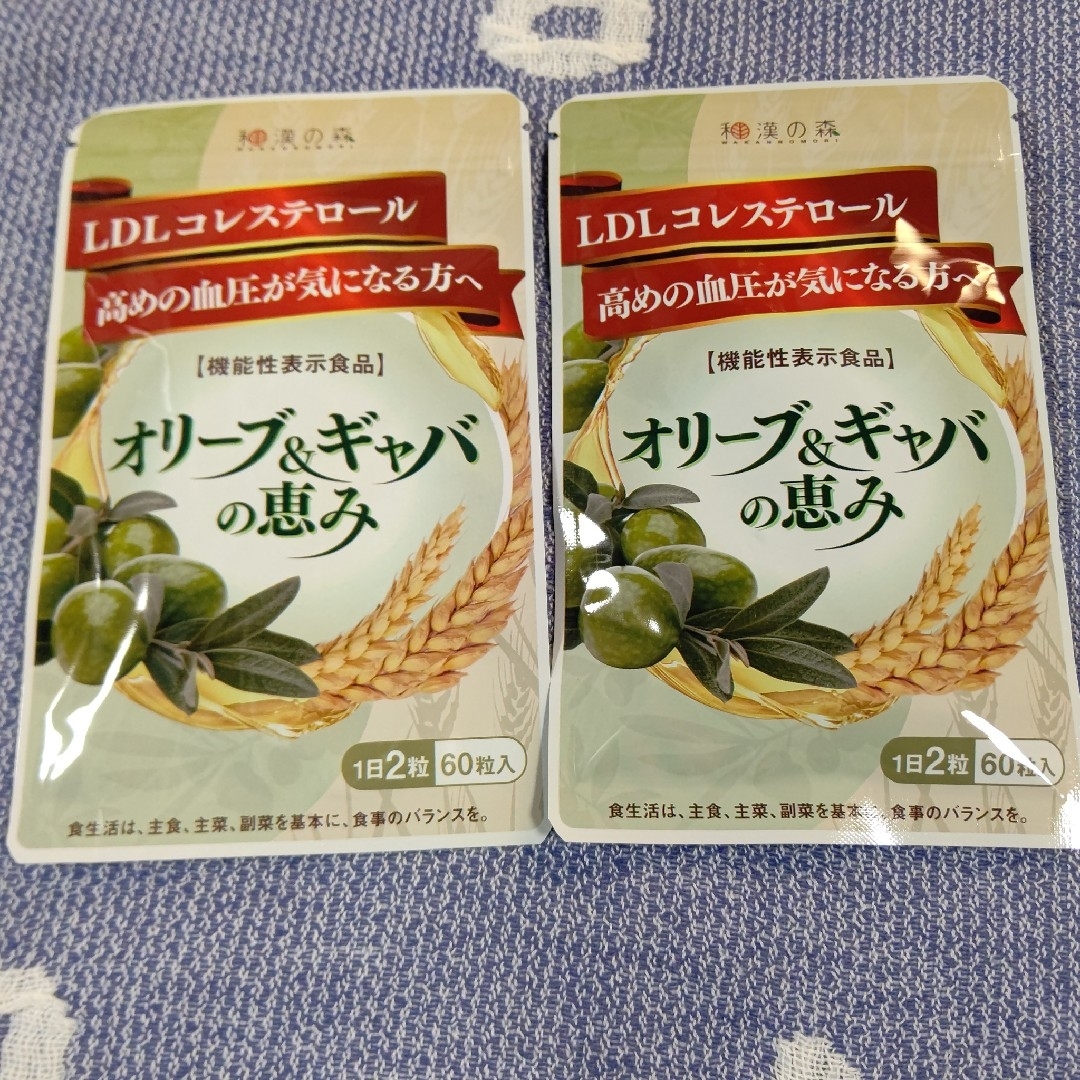 和漢の森
WAKANNOMORI
LDLコレステロール
高めの血圧が気になる方へ
【機能性表示食品】
オリーブ&ギャバ
の恵み
1日2粒 60粒入
食生活は、主食、主菜、副菜を基本に、食事のバランスを。
和漢の森
WAKANNOMORI
LDLコレステロール
高めの血圧が気になる方へ
【機能性表示食品】
オリーブ&ギャバ
の恵み
1日2粒 60粒入
食生活は、主食、主菜、副菜を基本に、食事のバランスを。